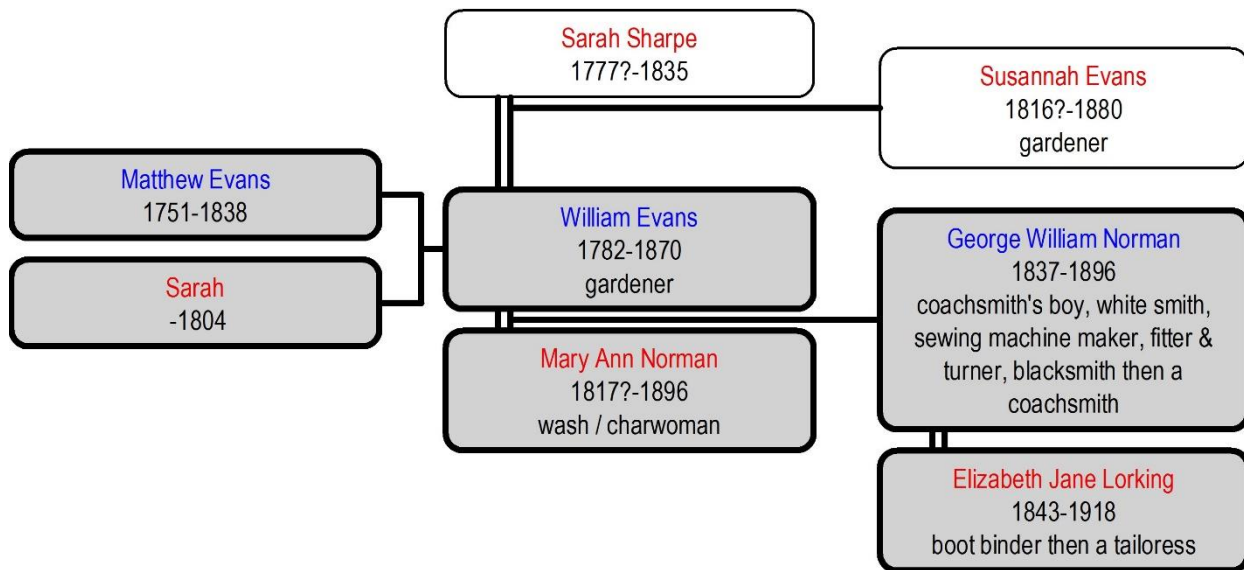 Sarah Sharpe
1777?-1835
Susannah Evans
1816?-1880
gardener
Matthew Evans
1751-1838
Sarah
-1804
William Evans
1782-1870
gardener
Mary Ann Norman
1817?-1896
wash / charwoman
George William Norman
1837-1896
coachsmith's boy, white smith,
sewing machine maker, fitter &
turner, blacksmith then a
coachsmith
Elizabeth Jane Lorking
1843-1918
boot binder then a tailoress